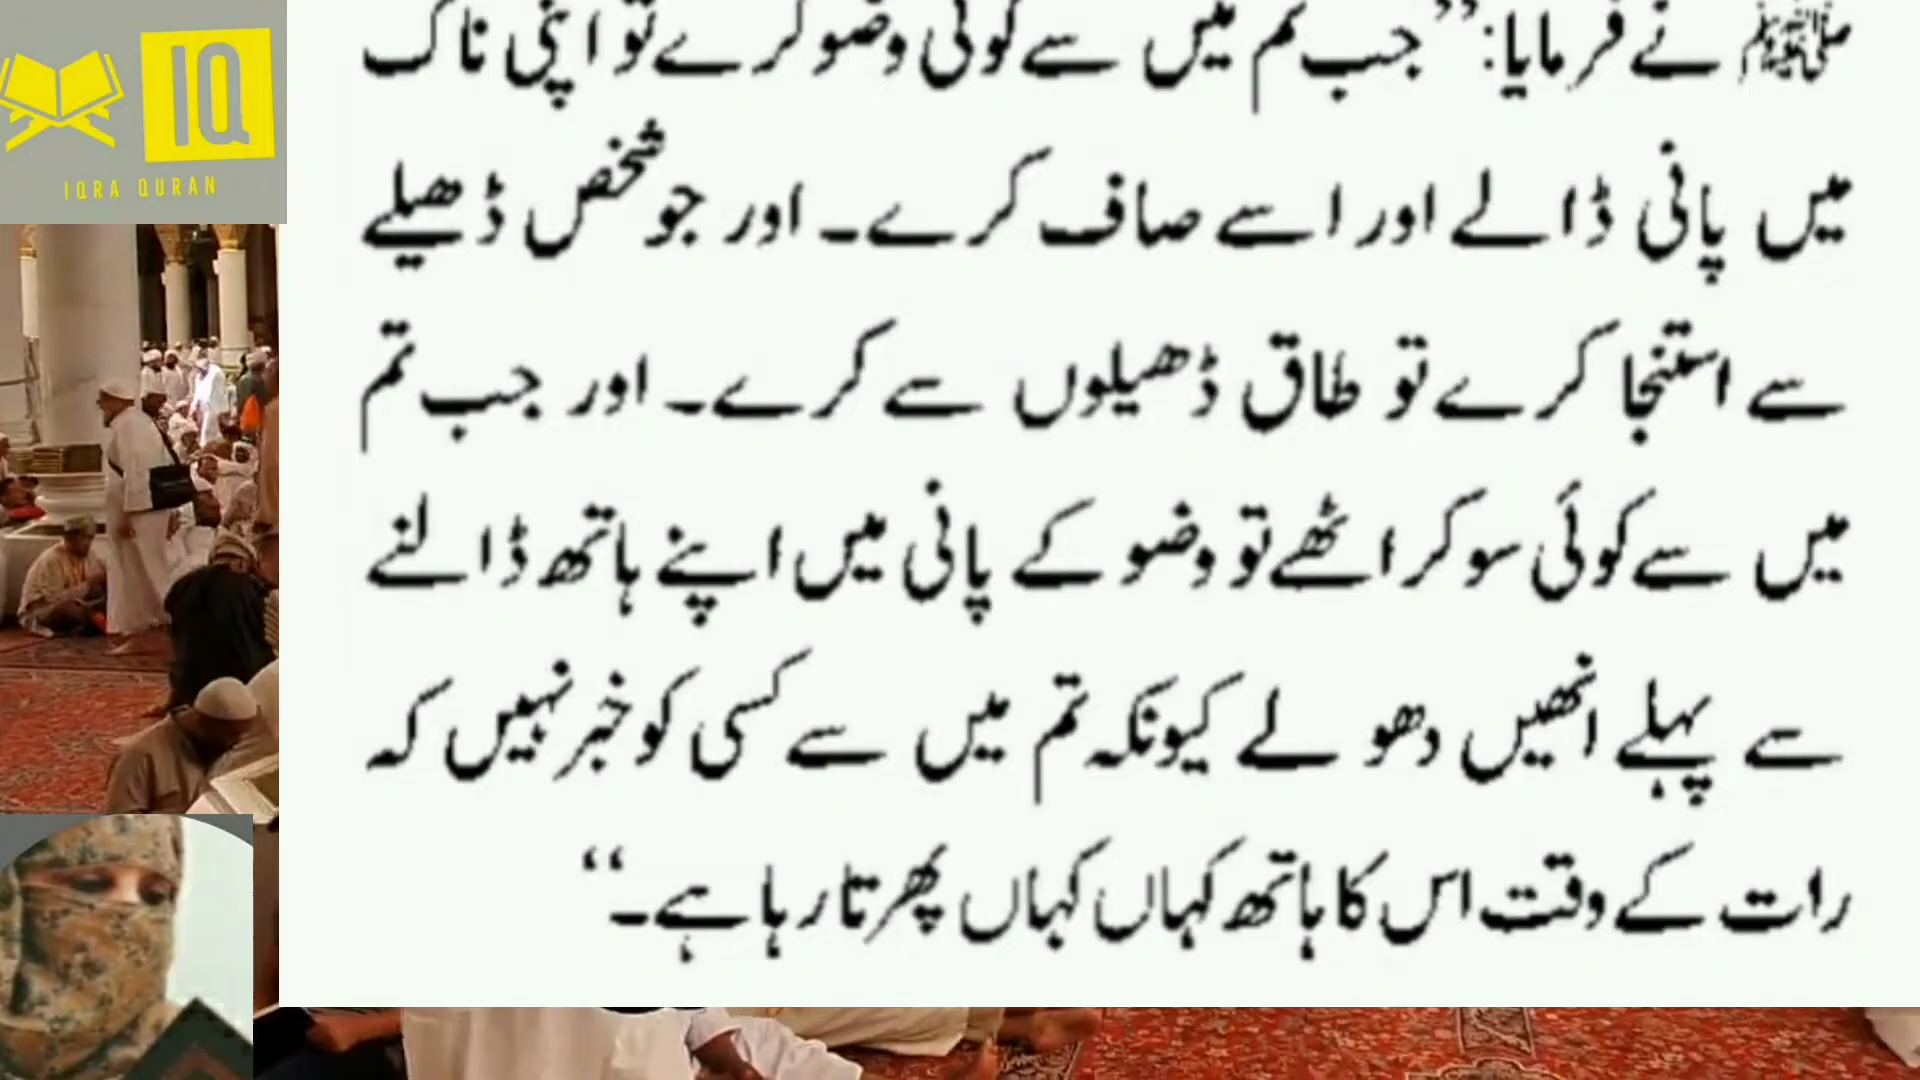 IQ
IQRA QURAN
ﷺ نے فرمایا: ’’جب تم میں سے کوئی وضو کرے تو اپنی ناک
میں پانی ڈالے اور اسے صاف کرے۔ اور جو شخص ڈھیلے
سے استنجا کرے تو طاق ڈھیلوں سے کرے۔ اور جب تم
میں سے کوئی سو کر اٹھے تو وضو کے پانی میں اپنے ہاتھ ڈالنے
سے پہلے انھیں دھو لے کیونکہ تم میں سے کسی کو خبر نہیں کہ
رات کے وقت اس کا ہاتھ کہاں کہاں پھرتا رہا ہے۔‘‘